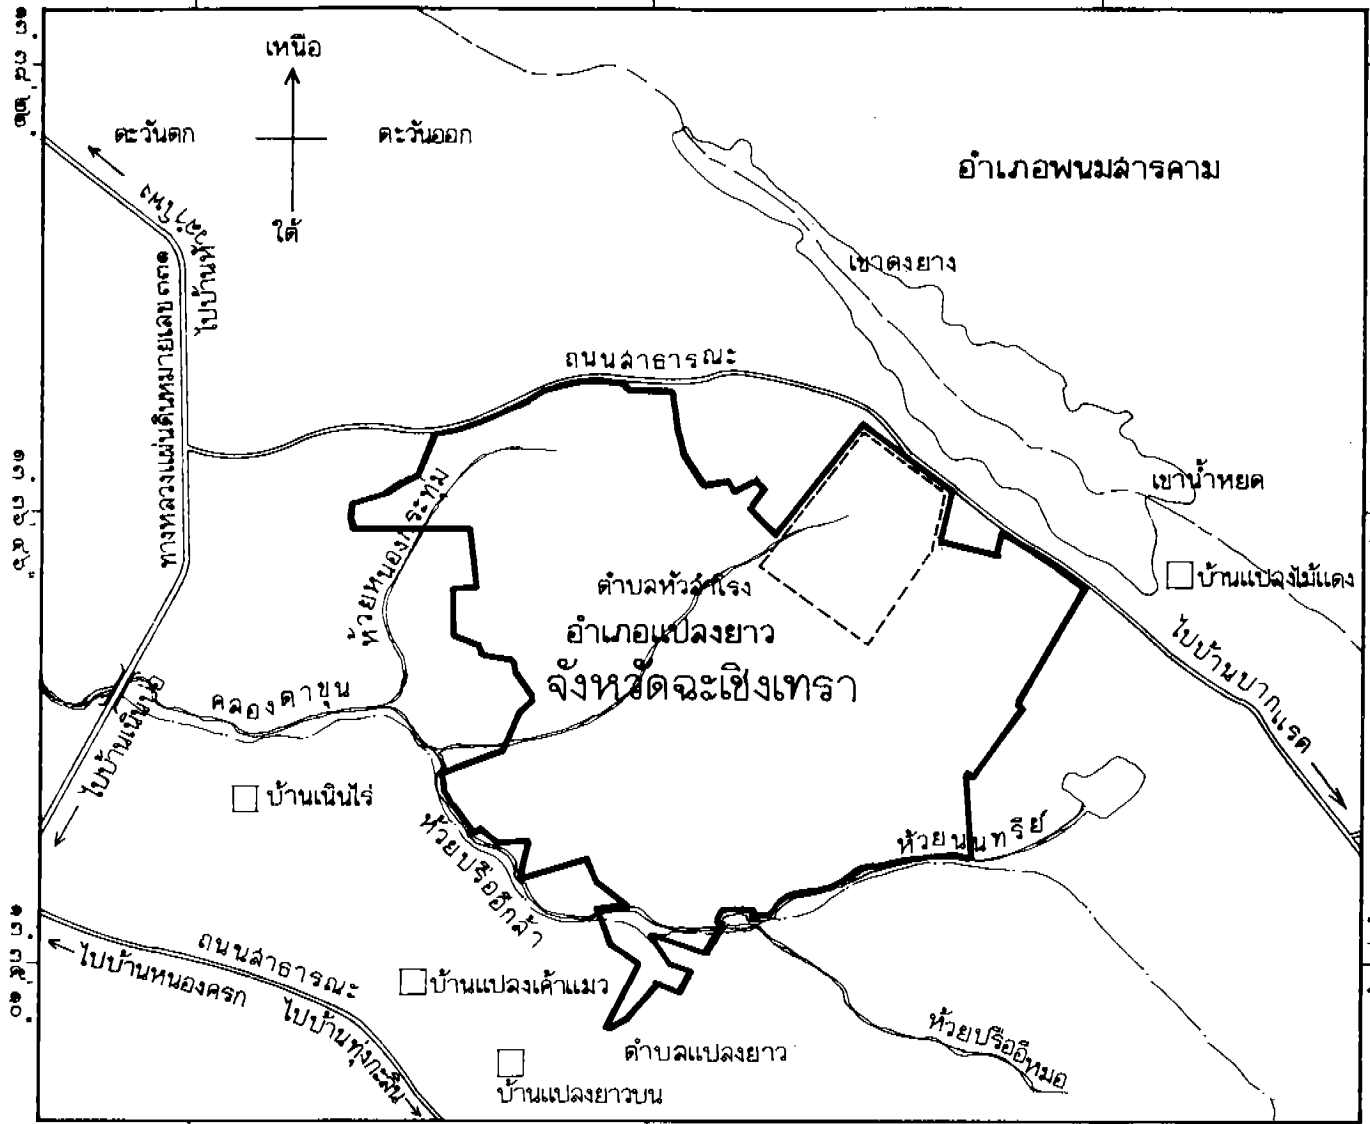 เหนือ
ตะวันตก
ตะวันออก
ใต้
อำเภอพนมสารคาม
ไปบ้านหัวสำโรง
ทางหลวงแผ่นดินหมายเลข ๓๓๑
เขาดงยาง
ถนนสาธารณะ
เขาน้ำหยด
บ้านแปลงไม้แดง
ห้วยหนองกระทุ่ม
ตำบลหัวสำโรง
อำเภอแปลงยาว
จังหวัดฉะเชิงเทรา
ไปบ้านบากแรด
คลองตาขุน
ไปบ้านเนินไร่
บ้านเนินไร่
ห้วยนนทรีย์
ห้วยปรืออีกล้ำ
ถนนสาธารณะ
ไปบ้านหนองครก
ไปบ้านทุ่งกะสิ้น
บ้านแปลงเค้าแมว
บ้านแปลงยาวบน
ตำบลแปลงยาว
ห้วยปรืออีหมอ